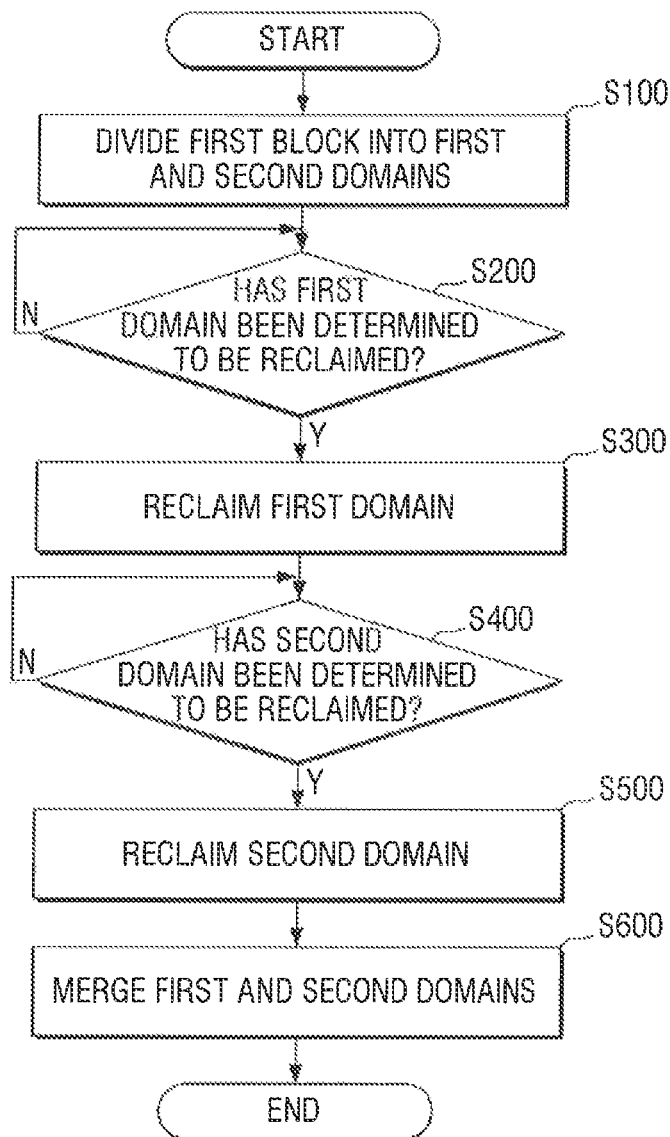 START
S100
DIVIDE FIRST BLOCK INTO FIRST
AND SECOND DOMAINS
S200
HAS FIRST
DOMAIN BEEN DETERMINED
TO BE RECLAIMED?
N
Y
S300
RECLAIM FIRST DOMAIN
S400
HAS SECOND
DOMAIN BEEN DETERMINED
TO BE RECLAIMED?
N
Y
S500
RECLAIM SECOND DOMAIN
S600
MERGE FIRST AND SECOND DOMAINS
END